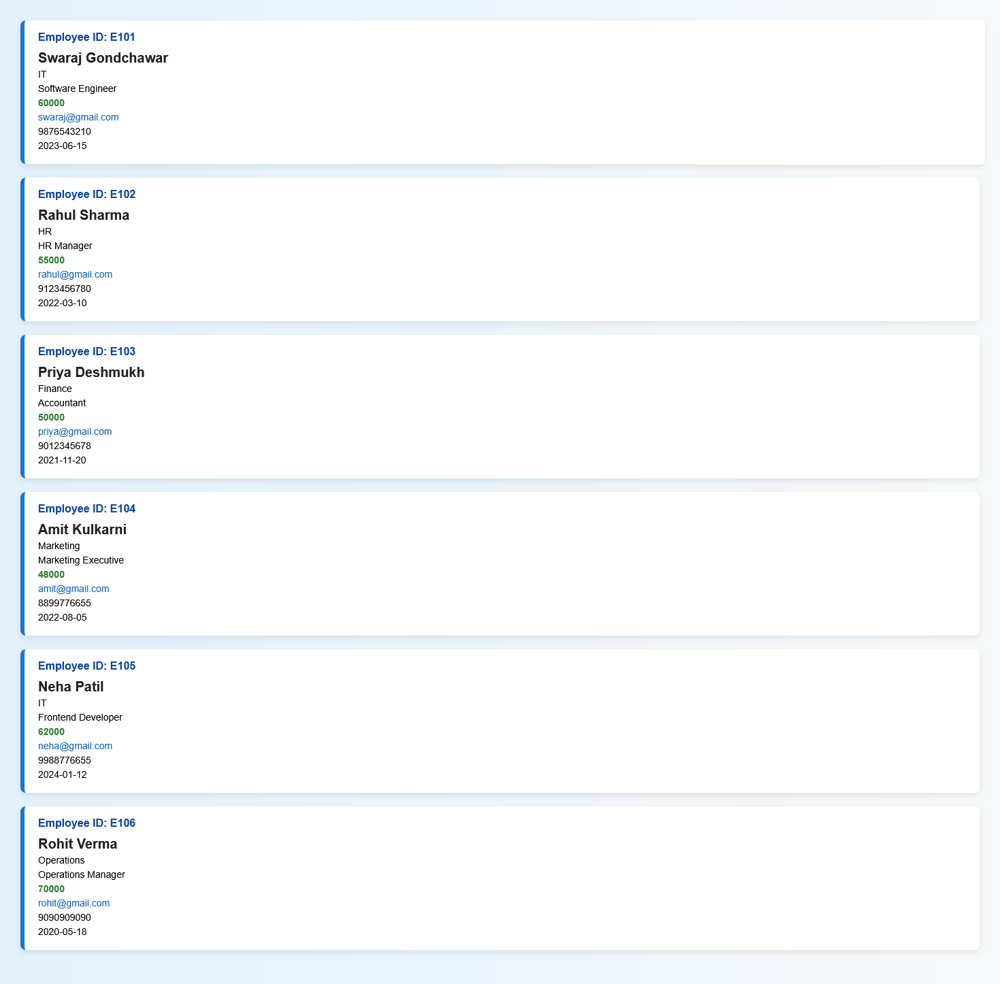 Employee ID: E101
Swaraj Gondchawar
IT
Software Engineer
60000
swaraj@gmail.com
9876543210
2023-06-15
Employee ID: E102
Rahul Sharma
HR
HR Manager
55000
rahul@gmail.com
9123456780
2022-03-10
Employee ID: E103
Priya Deshmukh
Finance
Accountant
50000
priya@gmail.com
9012345678
2021-11-20
Employee ID: E104
Amit Kulkarni
Marketing
Marketing Executive
48000
amit@gmail.com
8899776655
2022-08-05
Employee ID: E105
Neha Patil
IT
Frontend Developer
62000
neha@gmail.com
9988776655
2024-01-12
Employee ID: E106
Rohit Verma
Operations
Operations Manager
70000
rohit@gmail.com
9090909090
2020-05-18